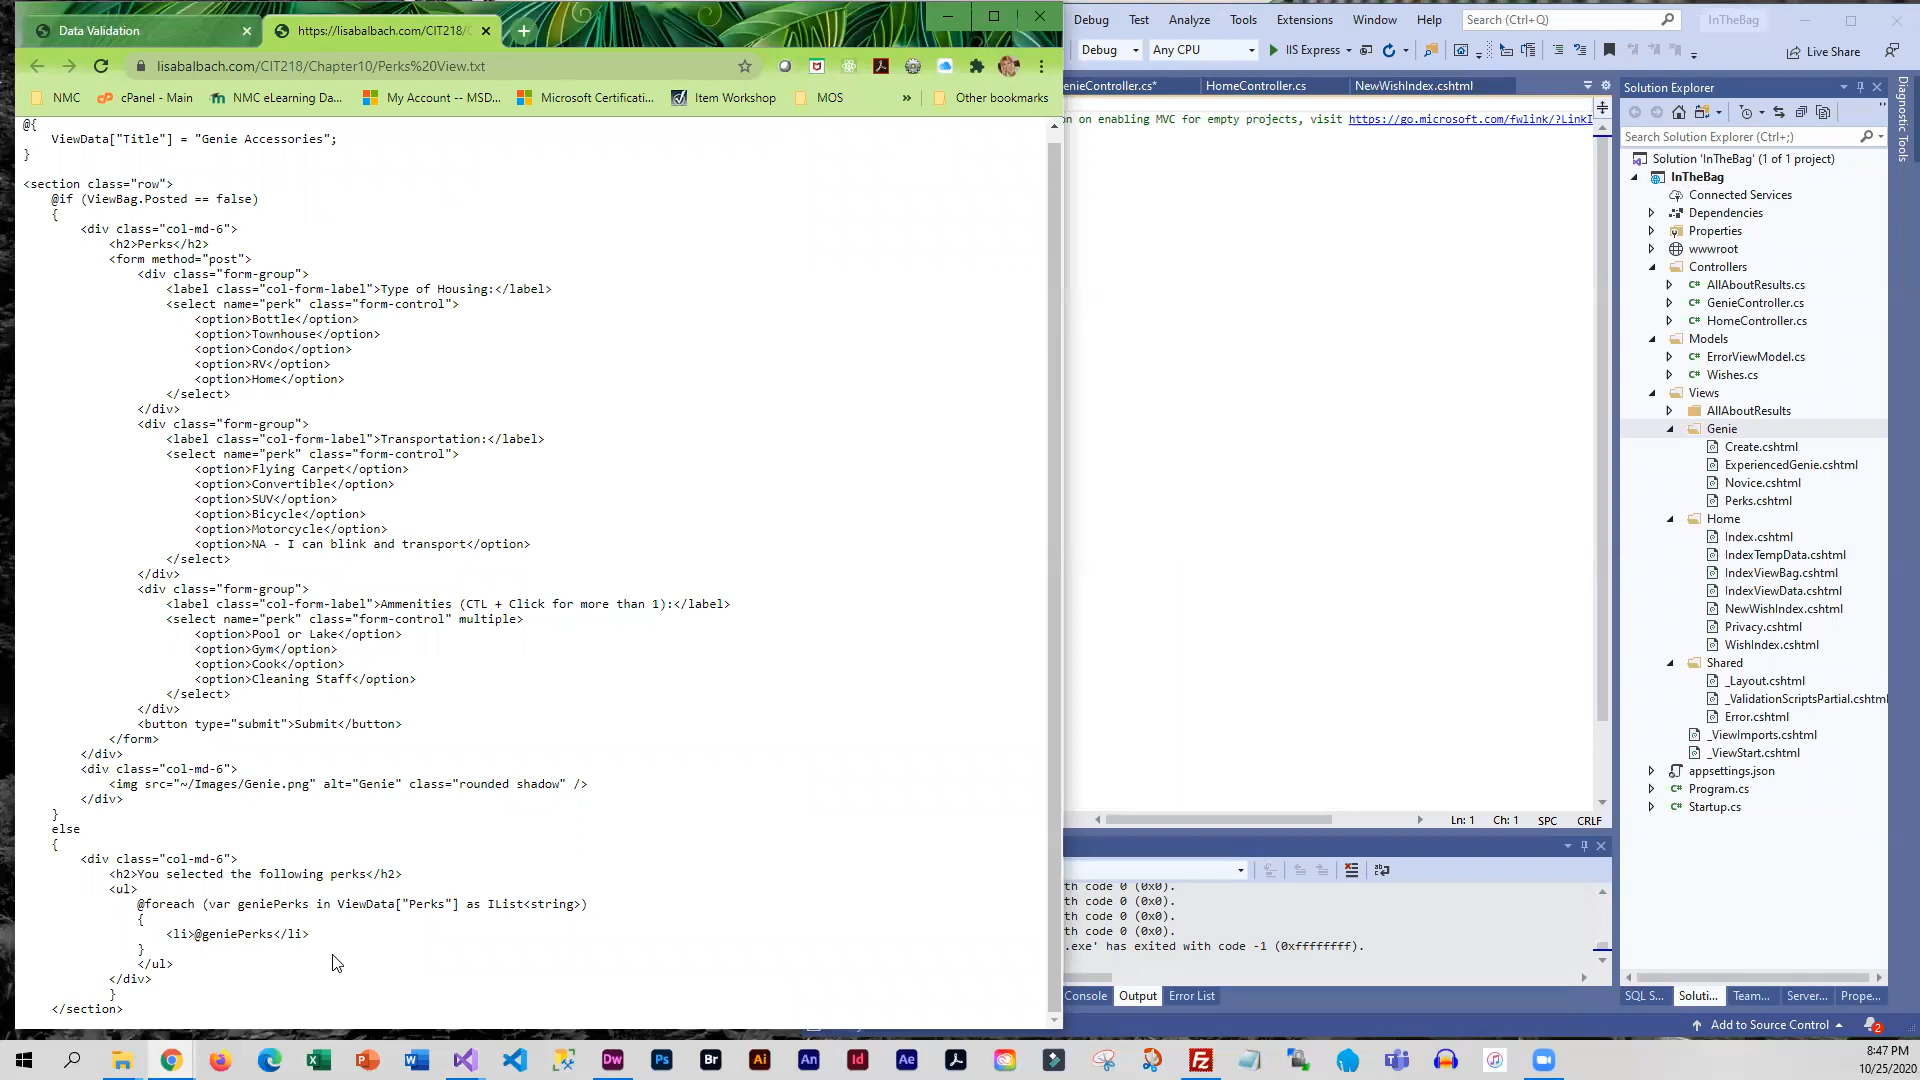 Data Validation
https://lisabalbach.com/CIT218/C
lisabalbach.com/CIT218/Chapter10/Perks%20View.txt
NMC
cPanel - Main
NMC eLearning Da...
My Account -- MSD...
Microsoft Certificati...
Item Workshop
MOS
»
Other bookmarks
@{
ViewData["Title"] = "Genie Accessories";
}
<section class="row">
@if (ViewBag.Posted == false)
{
<div class="col-md-6">
<h2>Perks</h2>
<form method="post">
<div class="form-group">
<label class="col-form-label">Type of Housing:</label>
<select name="perk" class="form-control">
<option>Bottle</option>
<option>Townhouse</option>
<option>Condo</option>
<option>RV</option>
<option>Home</option>
</select>
</div>
<div class="form-group">
<label class="col-form-label">Transportation:</label>
<select name="perk" class="form-control">
<option>Flying Carpet</option>
<option>Convertible</option>
<option>SUV</option>
<option>Bicycle</option>
<option>Motorcycle</option>
<option>NA - I can blink and transport</option>
</select>
</div>
<div class="form-group">
<label class="col-form-label">Ammenities (CTL + Click for more than 1):</label>
<select name="perk" class="form-control" multiple>
<option>Pool or Lake</option>
<option>Gym</option>
<option>Cook</option>
<option>Cleaning Staff</option>
</select>
</div>
<button type="submit">Submit</button>
</form>
</div>
<div class="col-md-6">
<img src="~/Images/Genie.png" alt="Genie" class="rounded shadow" />
</div>
}
else
{
<div class="col-md-6">
<h2>You selected the following perks</h2>
<ul>
@foreach (var geniePerks in ViewData["Perks"] as IList<string>)
{
<li>@geniePerks</li>
}
</ul>
</div>
}
</section>
Debug Test Analyze Tools Extensions Window Help Search (Ctrl+Q) InTheBag
Debug Any CPU IIS Express Live Share
enieController.cs* HomeController.cs NewWishIndex.cshtml
on on enabling MVC for empty projects, visit https://go.microsoft.com/fwlink/?LinkI
Ln: 1 Ch: 1 SPC CRLF
th code 0 (0x0).
th code 0 (0x0).
th code 0 (0x0).
th code 0 (0x0).
.exe' has exited with code -1 (0xffffffff).
Console Output Error List
Solution Explorer
Search Solution Explorer (Ctrl+;)
Solution 'InTheBag' (1 of 1 project)
InTheBag
Connected Services
Dependencies
Properties
wwwroot
Controllers
C# AllAboutResults.cs
C# GenieController.cs
C# HomeController.cs
Models
C# ErrorViewModel.cs
C# Wishes.cs
Views
AllAboutResults
Genie
Create.cshtml
ExperiencedGenie.cshtml
Novice.cshtml
Perks.cshtml
Home
Index.cshtml
IndexTempData.cshtml
IndexViewBag.cshtml
IndexViewData.cshtml
NewWishIndex.cshtml
Privacy.cshtml
WishIndex.cshtml
Shared
_Layout.cshtml
_ValidationScriptsPartial.cshtml
Error.cshtml
_ViewImports.cshtml
_ViewStart.cshtml
appsettings.json
C# Program.cs
C# Startup.cs
SQL S... Soluti... Team... Server... Prope...
Add to Source Control 2
Diagnostic Tools
Dw Ps Br Ai An Id Ae Fz
8:47 PM
10/25/2020